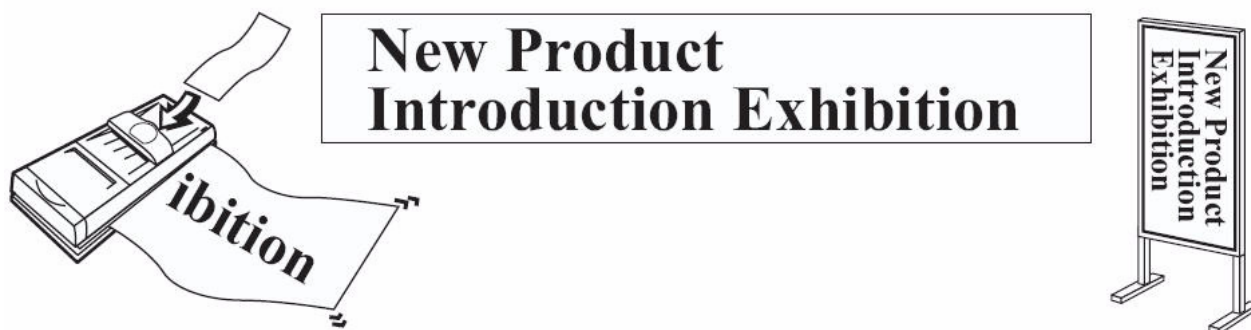 New Product
Introduction Exhibition
ibition
New Product
Introduction
Exhibition